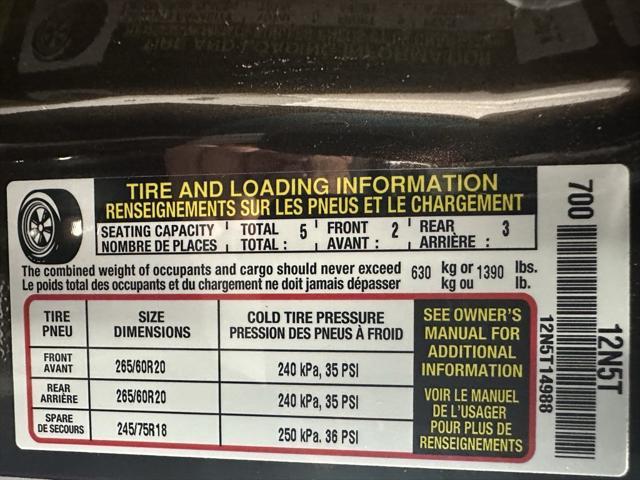 TIRE AND LOADING INFORMATION
RENSEIGNEMENTS SUR LES PNEUS ET LE CHARGEMENT
SEATING CAPACITY TOTAL 5 FRONT 2 REAR 3
NOMBRE DE PLACES TOTAL : AVANT : ARRIÈRE :
The combined weight of occupants and cargo should never exceed 630 kg or 1390 lbs.
Le poids total des occupants et du chargement ne doit jamais dépasser kg ou lb.
TIRE SIZE COLD TIRE PRESSURE
PNEU DIMENSIONS PRESSION DES PNEUS À FROID
FRONT
AVANT 265/60R20 240 kPa, 35 PSI
REAR
ARRIÈRE 265/60R20 240 kPa, 35 PSI
SPARE
DE SECOURS 245/75R18 250 kPa. 36 PSI
SEE OWNER'S
MANUAL FOR
ADDITIONAL
INFORMATION
VOIR LE MANUEL
DE L'USAGER
POUR PLUS DE
RENSEIGNEMENTS
700
12N5T
12N5T14988